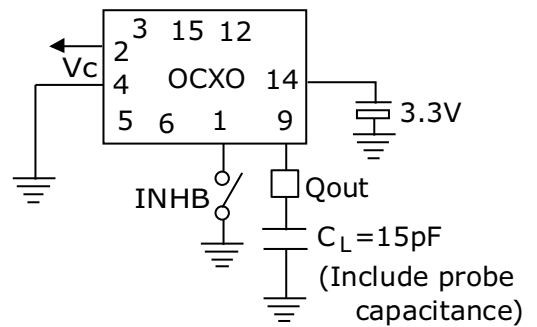 3 15 12
2
Vc
4 OCXO 14
3.3V
5 6 1 9
INHB
Qout
CL=15pF
(Include probe
capacitance)